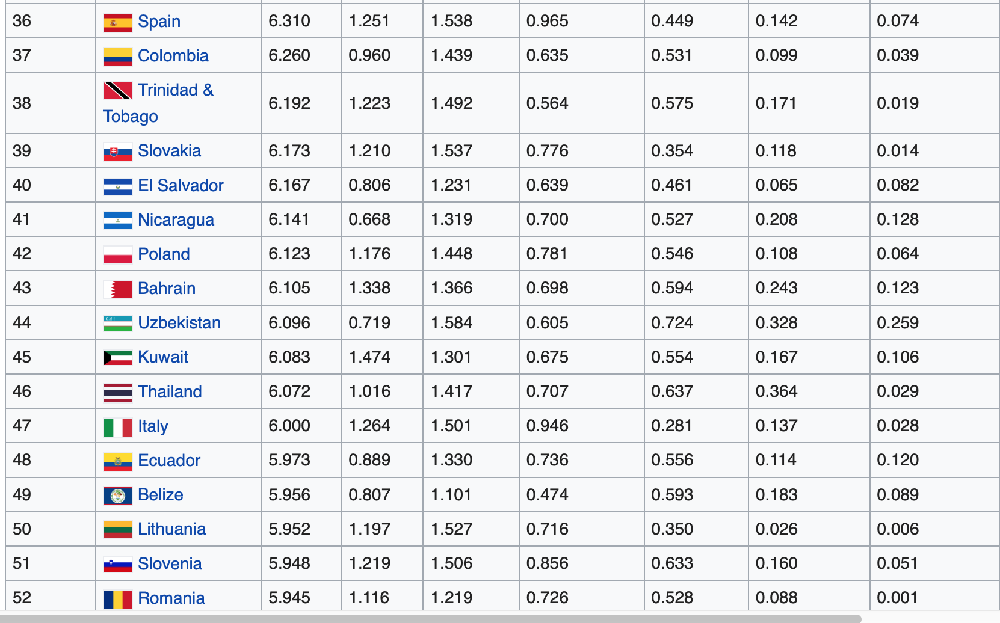 36 Spain 6.310 1.251 1.538 0.965 0.449 0.142 0.074
37 Colombia 6.260 0.960 1.439 0.635 0.531 0.099 0.039
38 Trinidad & Tobago 6.192 1.223 1.492 0.564 0.575 0.171 0.019
39 Slovakia 6.173 1.210 1.537 0.776 0.354 0.118 0.014
40 El Salvador 6.167 0.806 1.231 0.639 0.461 0.065 0.082
41 Nicaragua 6.141 0.668 1.319 0.700 0.527 0.208 0.128
42 Poland 6.123 1.176 1.448 0.781 0.546 0.108 0.064
43 Bahrain 6.105 1.338 1.366 0.698 0.594 0.243 0.123
44 Uzbekistan 6.096 0.719 1.584 0.605 0.724 0.328 0.259
45 Kuwait 6.083 1.474 1.301 0.675 0.554 0.167 0.106
46 Thailand 6.072 1.016 1.417 0.707 0.637 0.364 0.029
47 Italy 6.000 1.264 1.501 0.946 0.281 0.137 0.028
48 Ecuador 5.973 0.889 1.330 0.736 0.556 0.114 0.120
49 Belize 5.956 0.807 1.101 0.474 0.593 0.183 0.089
50 Lithuania 5.952 1.197 1.527 0.716 0.350 0.026 0.006
51 Slovenia 5.948 1.219 1.506 0.856 0.633 0.160 0.051
52 Romania 5.945 1.116 1.219 0.726 0.528 0.088 0.001